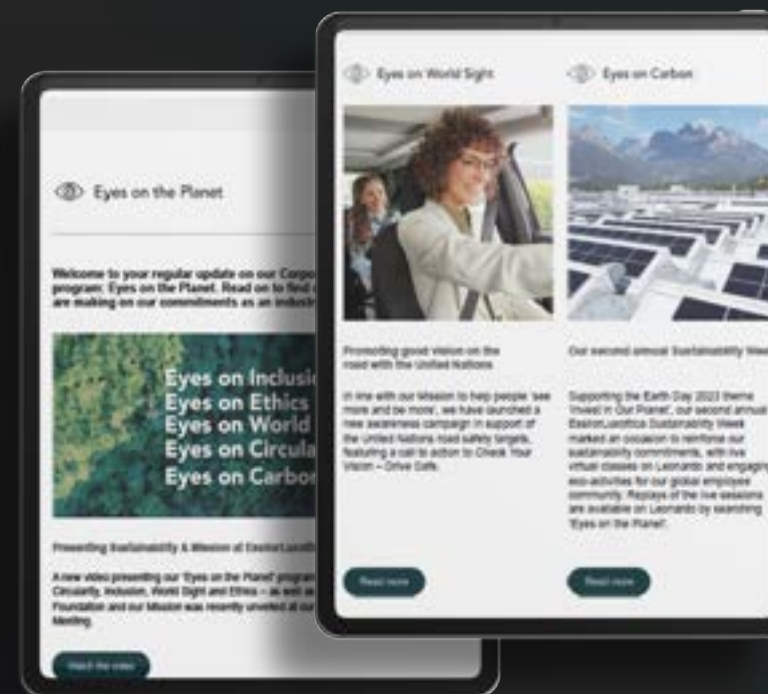 Eyes on the Planet
Welcome to your regular update on our Corpo
program: Eyes on the Planet. Read on to find
are making on our commitments as an industr
Eyes on Inclusi
Eyes on Ethics
Eyes on World
Eyes on Circula
Eyes on Carbon
Presenting Sustainability & Mission at EssilorLuxotti
A new video presenting our 'Eyes on the Planet' program
Circularity, Inclusion, World Sight and Ethics – as well as
Foundation and our Mission was recently unveiled at our
Meeting.
Watch the video
Eyes on World Sight
Promoting good vision on the
road with the United Nations
In line with our Mission to help people 'see
more and be more', we have launched a
new awareness campaign in support of
the United Nations road safety targets,
featuring a call to action to Check Your
Vision – Drive Safe.
Read more
Eyes on Carbon
Our second annual Sustainability Week
Supporting the Earth Day 2023 theme
'Invest in Our Planet', our second annual
EssilorLuxottica Sustainability Week
marked an occasion to reinforce our
sustainability commitments, with live
virtual classes on Leonardo and engaging
eco-activities for our global employee
community. Replays of the live sessions
are available on Leonardo by searching
'Eyes on the Planet'.
Read more